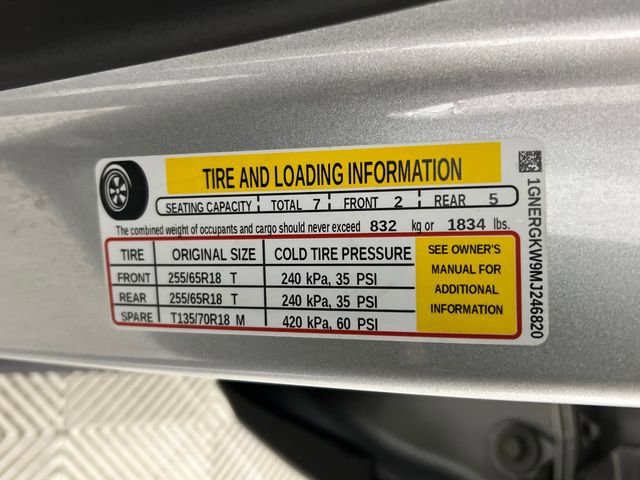 TIRE AND LOADING INFORMATION
SEATING CAPACITY TOTAL 7 FRONT 2 REAR 5
The combined weight of occupants and cargo should never exceed 832 kg or 1834 lbs.
TIRE ORIGINAL SIZE COLD TIRE PRESSURE
FRONT 255/65R18 T 240 kPa, 35 PSI
REAR 255/65R18 T 240 kPa, 35 PSI
SPARE T135/70R18 M 420 kPa, 60 PSI
SEE OWNER'S
MANUAL FOR
ADDITIONAL
INFORMATION
1GNERGKW9MJ246820